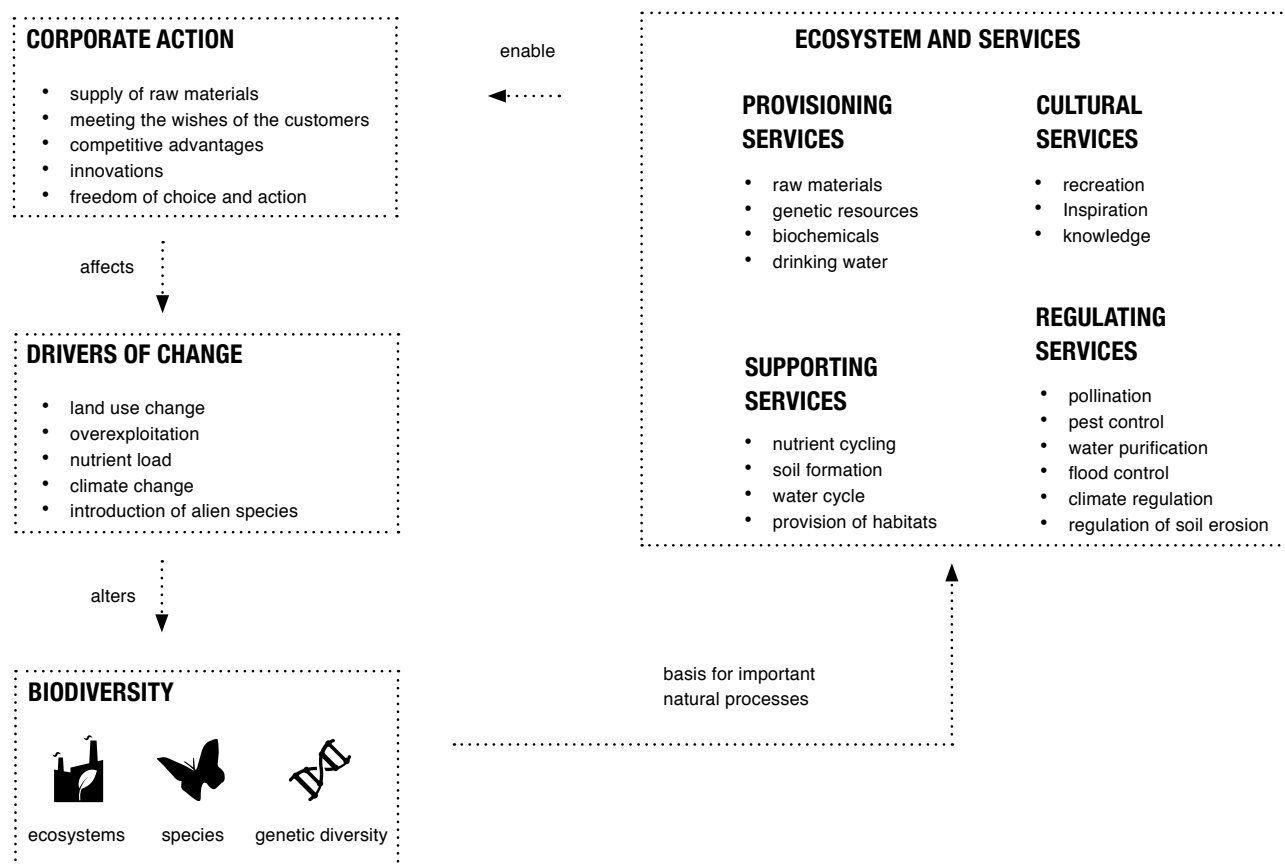 CORPORATE ACTION
• supply of raw materials
• meeting the wishes of the customers
• competitive advantages
• innovations
• freedom of choice and action
affects
DRIVERS OF CHANGE
• land use change
• overexploitation
• nutrient load
• climate change
• introduction of alien species
alters
BIODIVERSITY
ecosystems
species
genetic diversity
basis for important
natural processes
enable
ECOSYSTEM AND SERVICES
PROVISIONING
SERVICES
• raw materials
• genetic resources
• biochemicals
• drinking water
CULTURAL
SERVICES
• recreation
• Inspiration
• knowledge
SUPPORTING
SERVICES
• nutrient cycling
• soil formation
• water cycle
• provision of habitats
REGULATING
SERVICES
• pollination
• pest control
• water purification
• flood control
• climate regulation
• regulation of soil erosion